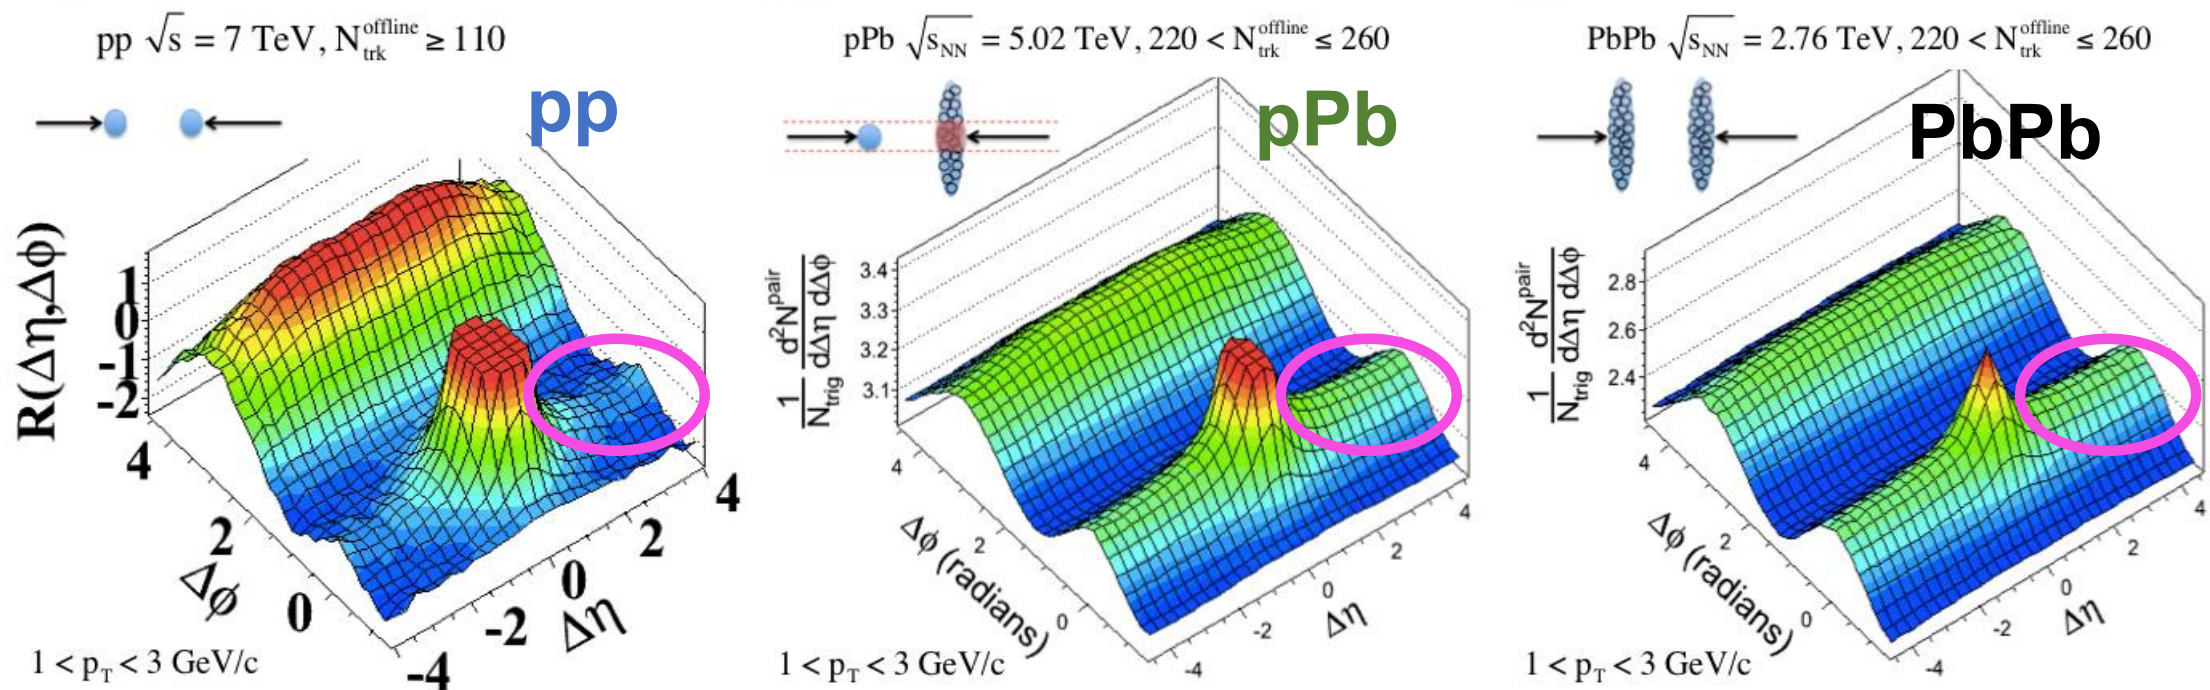 pp √s = 7 TeV, N_trk^offline ≥ 110
pp
R(Δη,Δϕ)
1
0
-1
-2
4
2
0
Δϕ
-4
-2
0
2
4
Δη
1 < p_T < 3 GeV/c
pPb √s_NN = 5.02 TeV, 220 < N_trk^offline ≤ 260
pPb
1/N_trig d²N^pair/dΔη dΔϕ
3.4
3.3
3.2
3.1
4
2
0
Δϕ (radians)
-4
-2
0
2
4
Δη
1 < p_T < 3 GeV/c
PbPb √s_NN = 2.76 TeV, 220 < N_trk^offline ≤ 260
PbPb
1/N_trig d²N^pair/dΔη dΔϕ
2.8
2.6
2.4
4
2
0
Δϕ (radians)
-4
-2
0
2
4
Δη
1 < p_T < 3 GeV/c